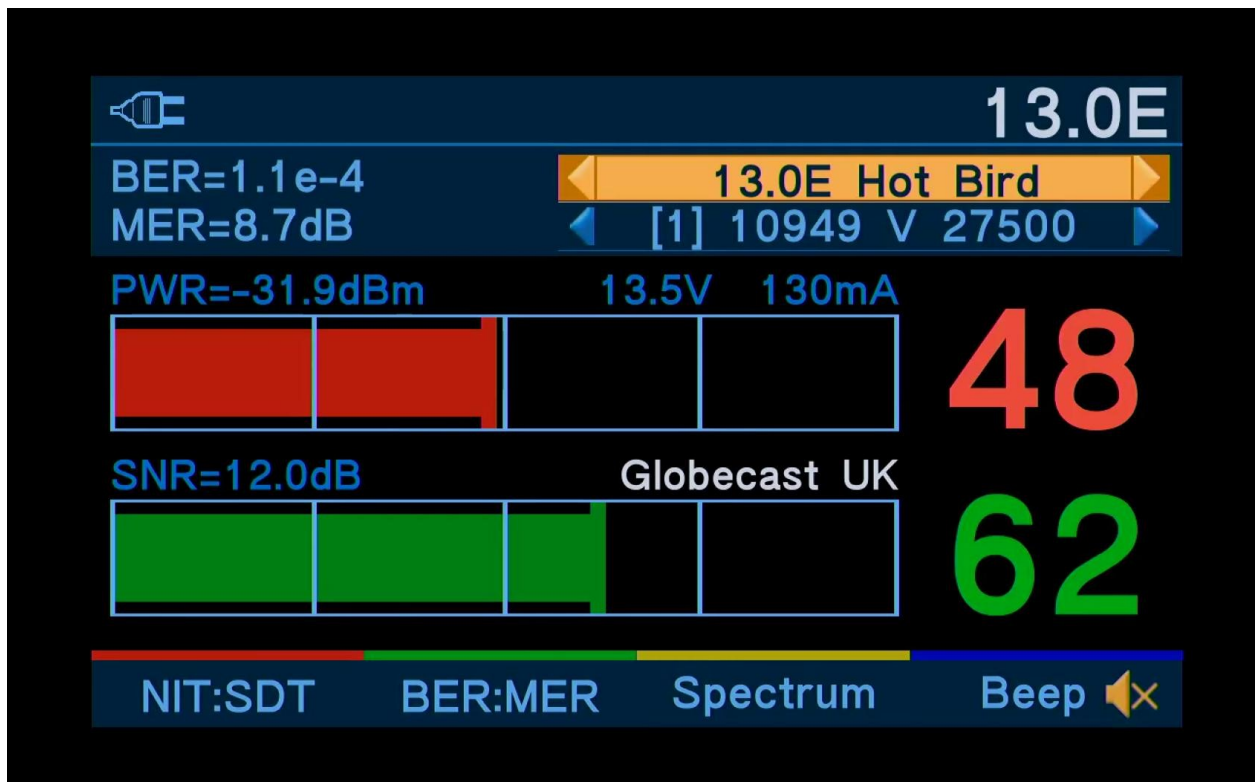 13.0E
BER=1.1e-4
13.0E Hot Bird
MER=8.7dB
[1] 10949 V 27500
PWR=-31.9dBm 13.5V 130mA
48
SNR=12.0dB Globecast UK
62
NIT:SDT BER:MER Spectrum Beep